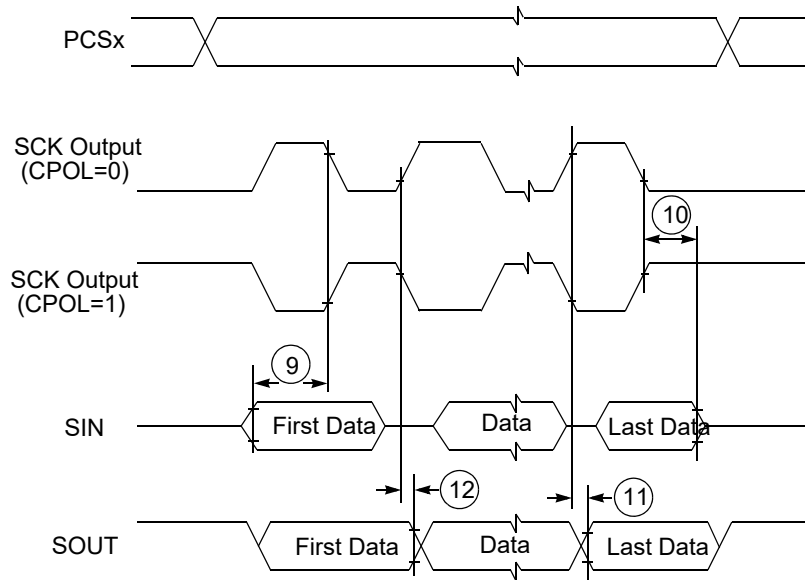 PCSx
SCK Output
(CPOL=0)
10
SCK Output
(CPOL=1)
9
SIN
First Data
Data
Last Data
12
11
SOUT
First Data
Data
Last Data